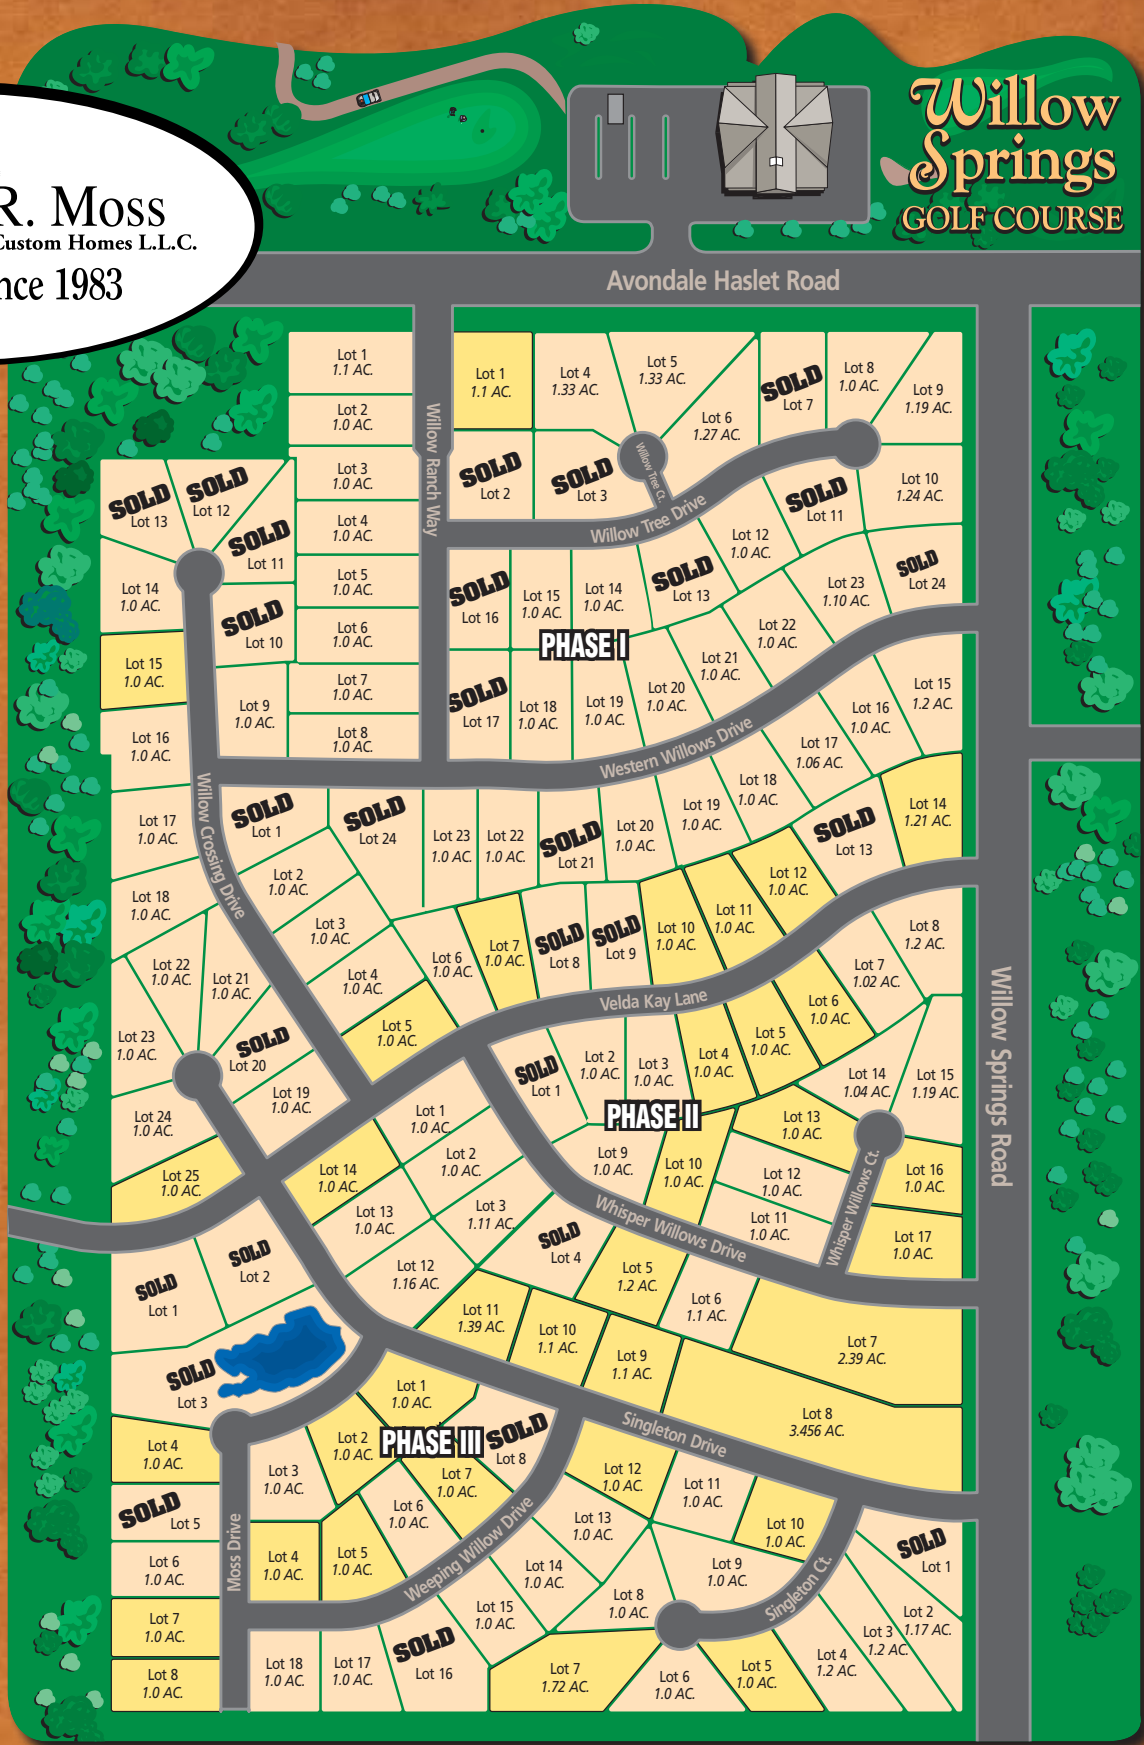 Willow
Springs
GOLF COURSE
R. Moss
Custom Homes L.L.C.
nce 1983
Avondale Haslet Road
Lot 1
1.1 AC.
Lot 2
1.0 AC.
Lot 3
1.0 AC.
Lot 4
1.0 AC.
Lot 5
1.0 AC.
Lot 6
1.0 AC.
Lot 7
1.0 AC.
Lot 8
1.0 AC.
Willow Ranch Way
Lot 1
1.1 AC.
SOLD
Lot 2
SOLD
Lot 3
Lot 4
1.33 AC.
Lot 5
1.33 AC.
Lot 6
1.27 AC.
SOLD
Lot 7
Lot 8
1.0 AC.
Lot 9
1.19 AC.
Lot 10
1.24 AC.
SOLD
Lot 11
Lot 12
1.0 AC.
SOLD
Lot 13
Lot 14
1.0 AC.
Lot 15
1.0 AC.
SOLD
Lot 16
SOLD
Lot 17
Lot 18
1.0 AC.
Lot 19
1.0 AC.
Lot 20
1.0 AC.
Lot 21
1.0 AC.
Lot 22
1.0 AC.
Lot 23
1.10 AC.
SOLD
Lot 24
Willow Tree Ct.
Willow Tree Drive
PHASE I
SOLD
Lot 13
SOLD
Lot 12
SOLD
Lot 11
SOLD
Lot 10
Lot 9
1.0 AC.
Lot 14
1.0 AC.
Lot 15
1.0 AC.
Lot 16
1.0 AC.
Lot 17
1.0 AC.
Lot 18
1.0 AC.
Willow Crossing Drive
Western Willows Drive
SOLD
Lot 1
Lot 2
1.0 AC.
Lot 3
1.0 AC.
Lot 4
1.0 AC.
Lot 5
1.0 AC.
Lot 6
1.0 AC.
Lot 7
1.0 AC.
SOLD
Lot 8
SOLD
Lot 9
Lot 10
1.0 AC.
Lot 11
1.0 AC.
Lot 12
1.0 AC.
SOLD
Lot 13
Lot 14
1.21 AC.
Lot 15
1.2 AC.
Lot 16
1.0 AC.
Lot 17
1.06 AC.
Lot 18
1.0 AC.
Lot 19
1.0 AC.
Lot 20
1.0 AC.
SOLD
Lot 21
Lot 22
1.0 AC.
Lot 23
1.0 AC.
SOLD
Lot 24
Lot 22
1.0 AC.
Lot 21
1.0 AC.
Lot 23
1.0 AC.
SOLD
Lot 20
Lot 19
1.0 AC.
Lot 24
1.0 AC.
Lot 25
1.0 AC.
Velda Kay Lane
SOLD
Lot 1
Lot 2
1.0 AC.
Lot 3
1.0 AC.
Lot 4
1.0 AC.
Lot 5
1.0 AC.
Lot 6
1.0 AC.
Lot 7
1.02 AC.
Lot 8
1.2 AC.
PHASE II
Lot 9
1.0 AC.
Lot 10
1.0 AC.
Lot 11
1.0 AC.
Lot 12
1.0 AC.
Lot 13
1.0 AC.
Lot 14
1.04 AC.
Lot 15
1.19 AC.
Lot 16
1.0 AC.
Lot 17
1.0 AC.
Whisper Willows Ct.
Whisper Willows Drive
Willow Springs Road
Lot 1
1.0 AC.
Lot 2
1.0 AC.
Lot 3
1.11 AC.
SOLD
Lot 4
Lot 5
1.2 AC.
Lot 6
1.1 AC.
Lot 7
2.39 AC.
Lot 8
3.456 AC.
Lot 9
1.1 AC.
Lot 10
1.1 AC.
Lot 11
1.39 AC.
Lot 12
1.16 AC.
Lot 13
1.0 AC.
Lot 14
1.0 AC.
SOLD
Lot 1
SOLD
Lot 2
SOLD
Lot 3
Lot 4
1.0 AC.
SOLD
Lot 5
Lot 6
1.0 AC.
Lot 7
1.0 AC.
Lot 8
1.0 AC.
Moss Drive
PHASE III
Lot 1
1.0 AC.
Lot 2
1.0 AC.
Lot 3
1.0 AC.
Lot 4
1.0 AC.
Lot 5
1.0 AC.
Lot 6
1.0 AC.
Lot 7
1.0 AC.
SOLD
Lot 8
Weeping Willow Drive
Singleton Drive
Singleton Ct.
SOLD
Lot 1
Lot 2
1.17 AC.
Lot 3
1.2 AC.
Lot 4
1.2 AC.
Lot 5
1.0 AC.
Lot 6
1.0 AC.
Lot 7
1.72 AC.
Lot 8
1.0 AC.
Lot 9
1.0 AC.
Lot 10
1.0 AC.
Lot 11
1.0 AC.
Lot 12
1.0 AC.
Lot 13
1.0 AC.
Lot 14
1.0 AC.
Lot 15
1.0 AC.
SOLD
Lot 16
Lot 17
1.0 AC.
Lot 18
1.0 AC.